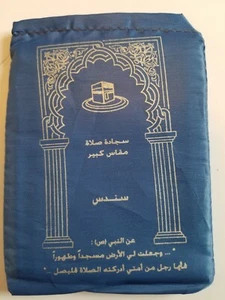 سجادة صلاة
مقاس كبير
سندس
عن النبي (ص) :
" ... وجعلت لي الأرض مسجداً وطهوراً
فأيما رجل من أمتي أدركته الصلاة فليصل ... "